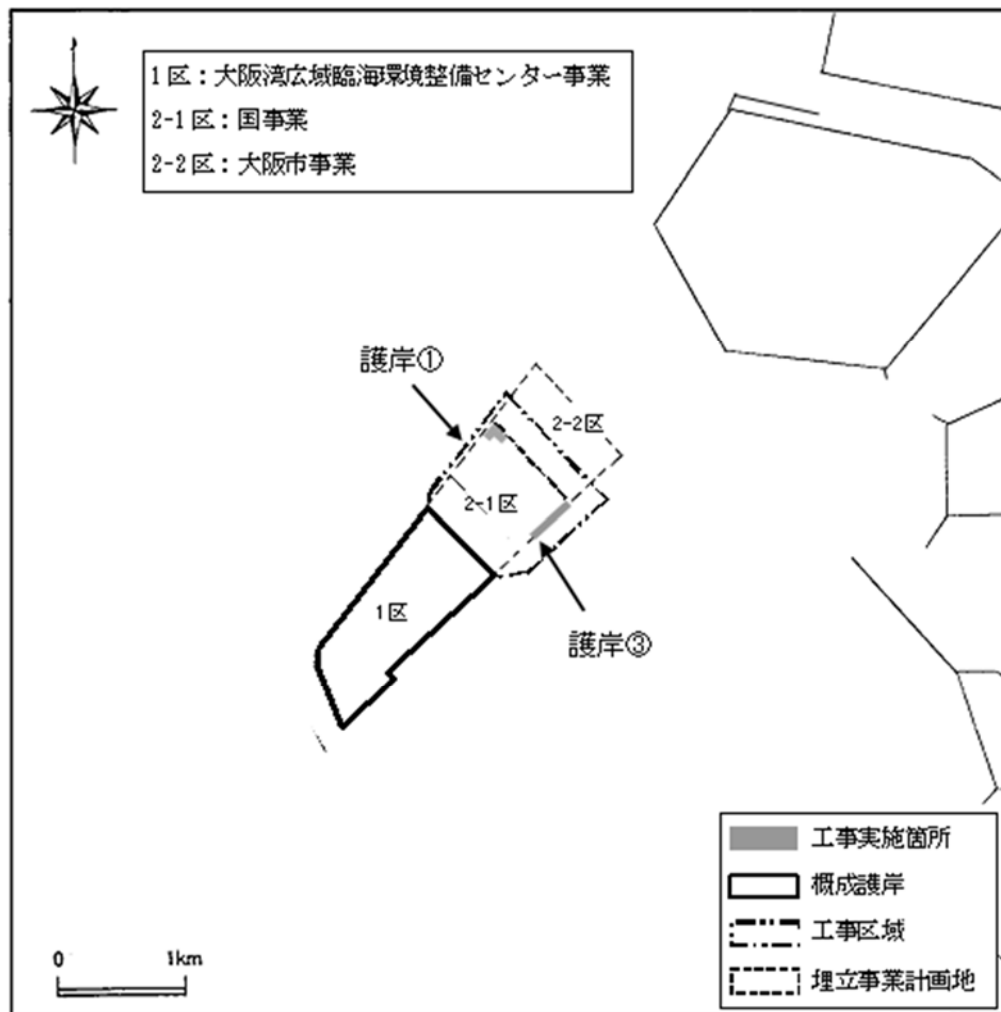 1区：大阪湾広域臨海環境整備センター事業
2-1区：国事業
2-2区：大阪市事業
護岸①
2-2区
2-1区
1区
護岸③
工事実施箇所
概成護岸
工事区域
埋立事業計画地
0 1km